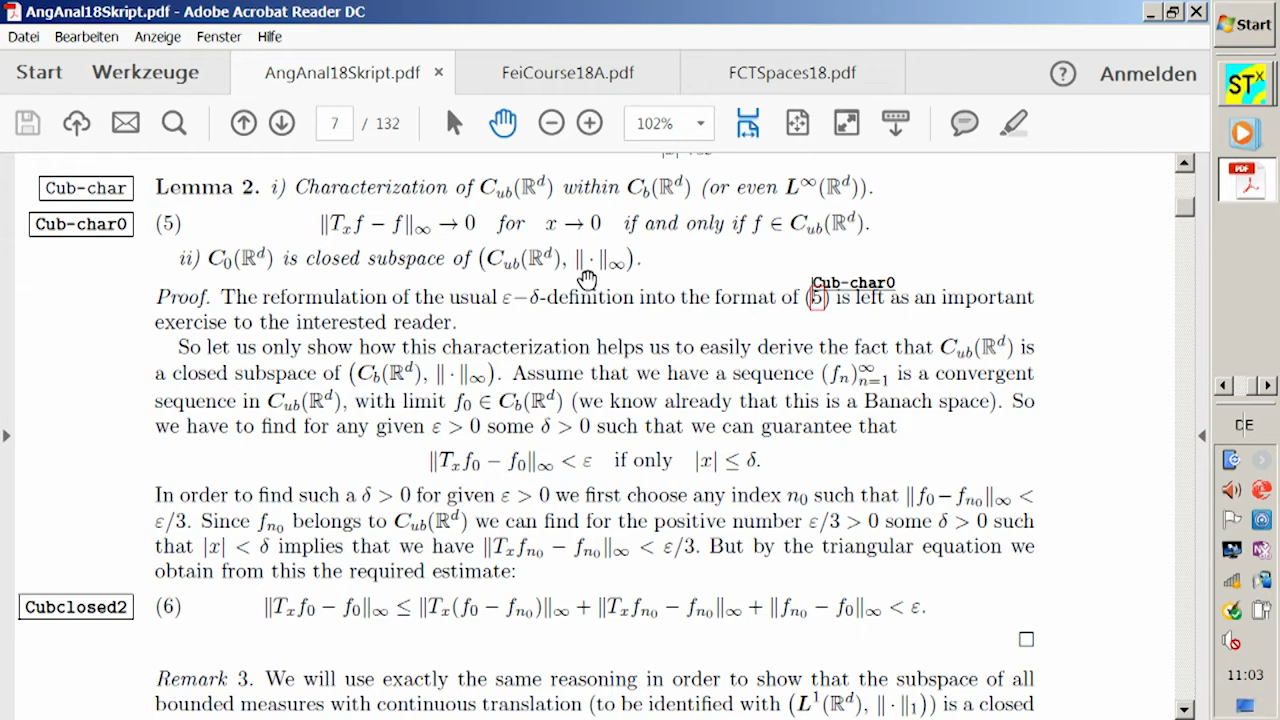 AngAnal18Skript.pdf - Adobe Acrobat Reader DC
Datei Bearbeiten Anzeige Fenster Hilfe
Start Werkzeuge AngAnal18Skript.pdf × FeiCourse18A.pdf FCTSpaces18.pdf ? Anmelden
7 / 132 102%
Cub-char Lemma 2. i) Characterization of C_ub(ℝ^d) within C_b(ℝ^d) (or even L^∞(ℝ^d)).
Cub-char0 (5) ‖T_x f − f‖_∞ → 0 for x → 0 if and only if f ∈ C_ub(ℝ^d).
ii) C_0(ℝ^d) is closed subspace of (C_ub(ℝ^d), ‖ · ‖_∞).
Cub-char0
Proof. The reformulation of the usual ε−δ-definition into the format of (5) is left as an important
exercise to the interested reader.
So let us only show how this characterization helps us to easily derive the fact that C_ub(ℝ^d) is
a closed subspace of (C_b(ℝ^d), ‖ · ‖_∞). Assume that we have a sequence (f_n)_{n=1}^∞ is a convergent
sequence in C_ub(ℝ^d), with limit f_0 ∈ C_b(ℝ^d) (we know already that this is a Banach space). So
we have to find for any given ε > 0 some δ > 0 such that we can guarantee that
‖T_x f_0 − f_0‖_∞ < ε if only |x| ≤ δ.
In order to find such a δ > 0 for given ε > 0 we first choose any index n_0 such that ‖f_0 − f_{n_0}‖_∞ <
ε/3. Since f_{n_0} belongs to C_ub(ℝ^d) we can find for the positive number ε/3 > 0 some δ > 0 such
that |x| < δ implies that we have ‖T_x f_{n_0} − f_{n_0}‖_∞ < ε/3. But by the triangular equation we
obtain from this the required estimate:
Cubclosed2 (6) ‖T_x f_0 − f_0‖_∞ ≤ ‖T_x(f_0 − f_{n_0})‖_∞ + ‖T_x f_{n_0} − f_{n_0}‖_∞ + ‖f_{n_0} − f_0‖_∞ < ε.
□
Remark 3. We will use exactly the same reasoning in order to show that the subspace of all
bounded measures with continuous translation (to be identified with (L^1(ℝ^d), ‖ · ‖_1)) is a closed
Start
STx
PDF
DE
11:03